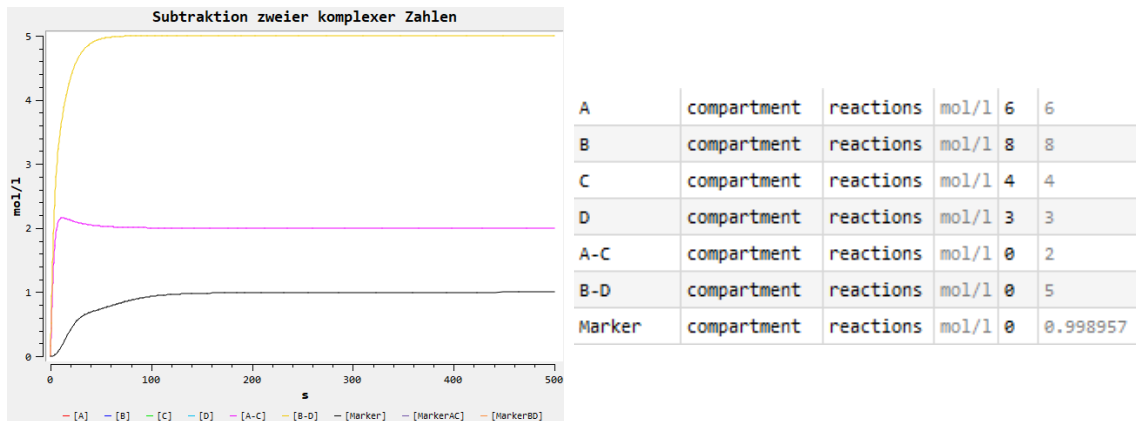 Subtraktion zweier komplexer Zahlen
mol/l
5
4
3
2
1
0
0 100 200 300 400 500
s
[A] [B] [C] [D] [A-C] [B-D] [Marker] [MarkerAC] [MarkerBD]
A compartment reactions mol/l 6 6
B compartment reactions mol/l 8 8
C compartment reactions mol/l 4 4
D compartment reactions mol/l 3 3
A-C compartment reactions mol/l 0 2
B-D compartment reactions mol/l 0 5
Marker compartment reactions mol/l 0 0.998957